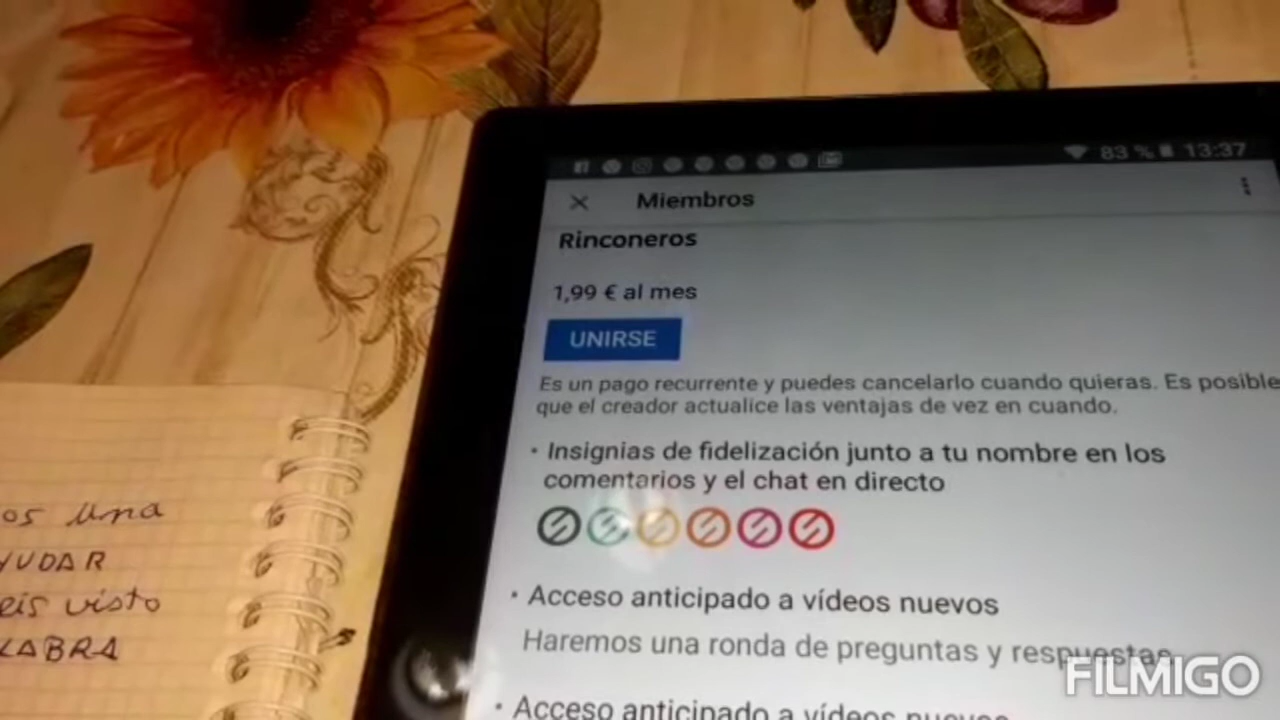 83 % 13:37
Miembros
Rinconeros
1,99 € al mes
UNIRSE
Es un pago recurrente y puedes cancelarlo cuando quieras. Es posible
que el creador actualice las ventajas de vez en cuando.
· Insignias de fidelización junto a tu nombre en los
comentarios y el chat en directo
· Acceso anticipado a vídeos nuevos
Haremos una ronda de preguntas y respuestas
· Acceso anticipado a vídeos nuevos
os una
YUDAR
eis visto
LABRA
FILMIGO